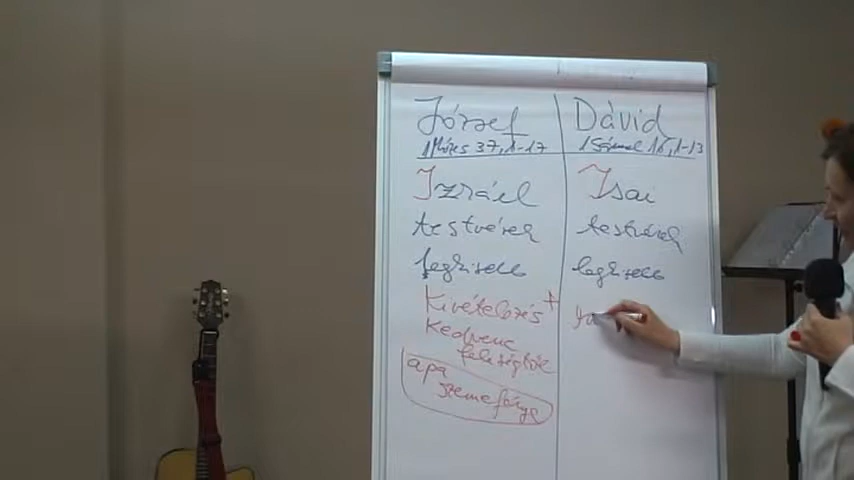 József
Dávid
1Mózes 37,1-17
1Sámuel 16,1-13
Izráel
Isai
testvérek
testvérek
legkisebb
legkisebb
Kivételezés +
Kedvenc
feleségtől
apa
szemefénye